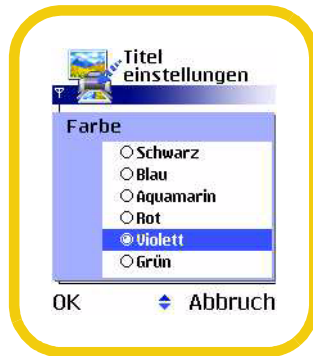 Titel
einstellungen
Farbe
Schwarz
Blau
Aquamarin
Rot
Violett
Grün
OK
Abbruch